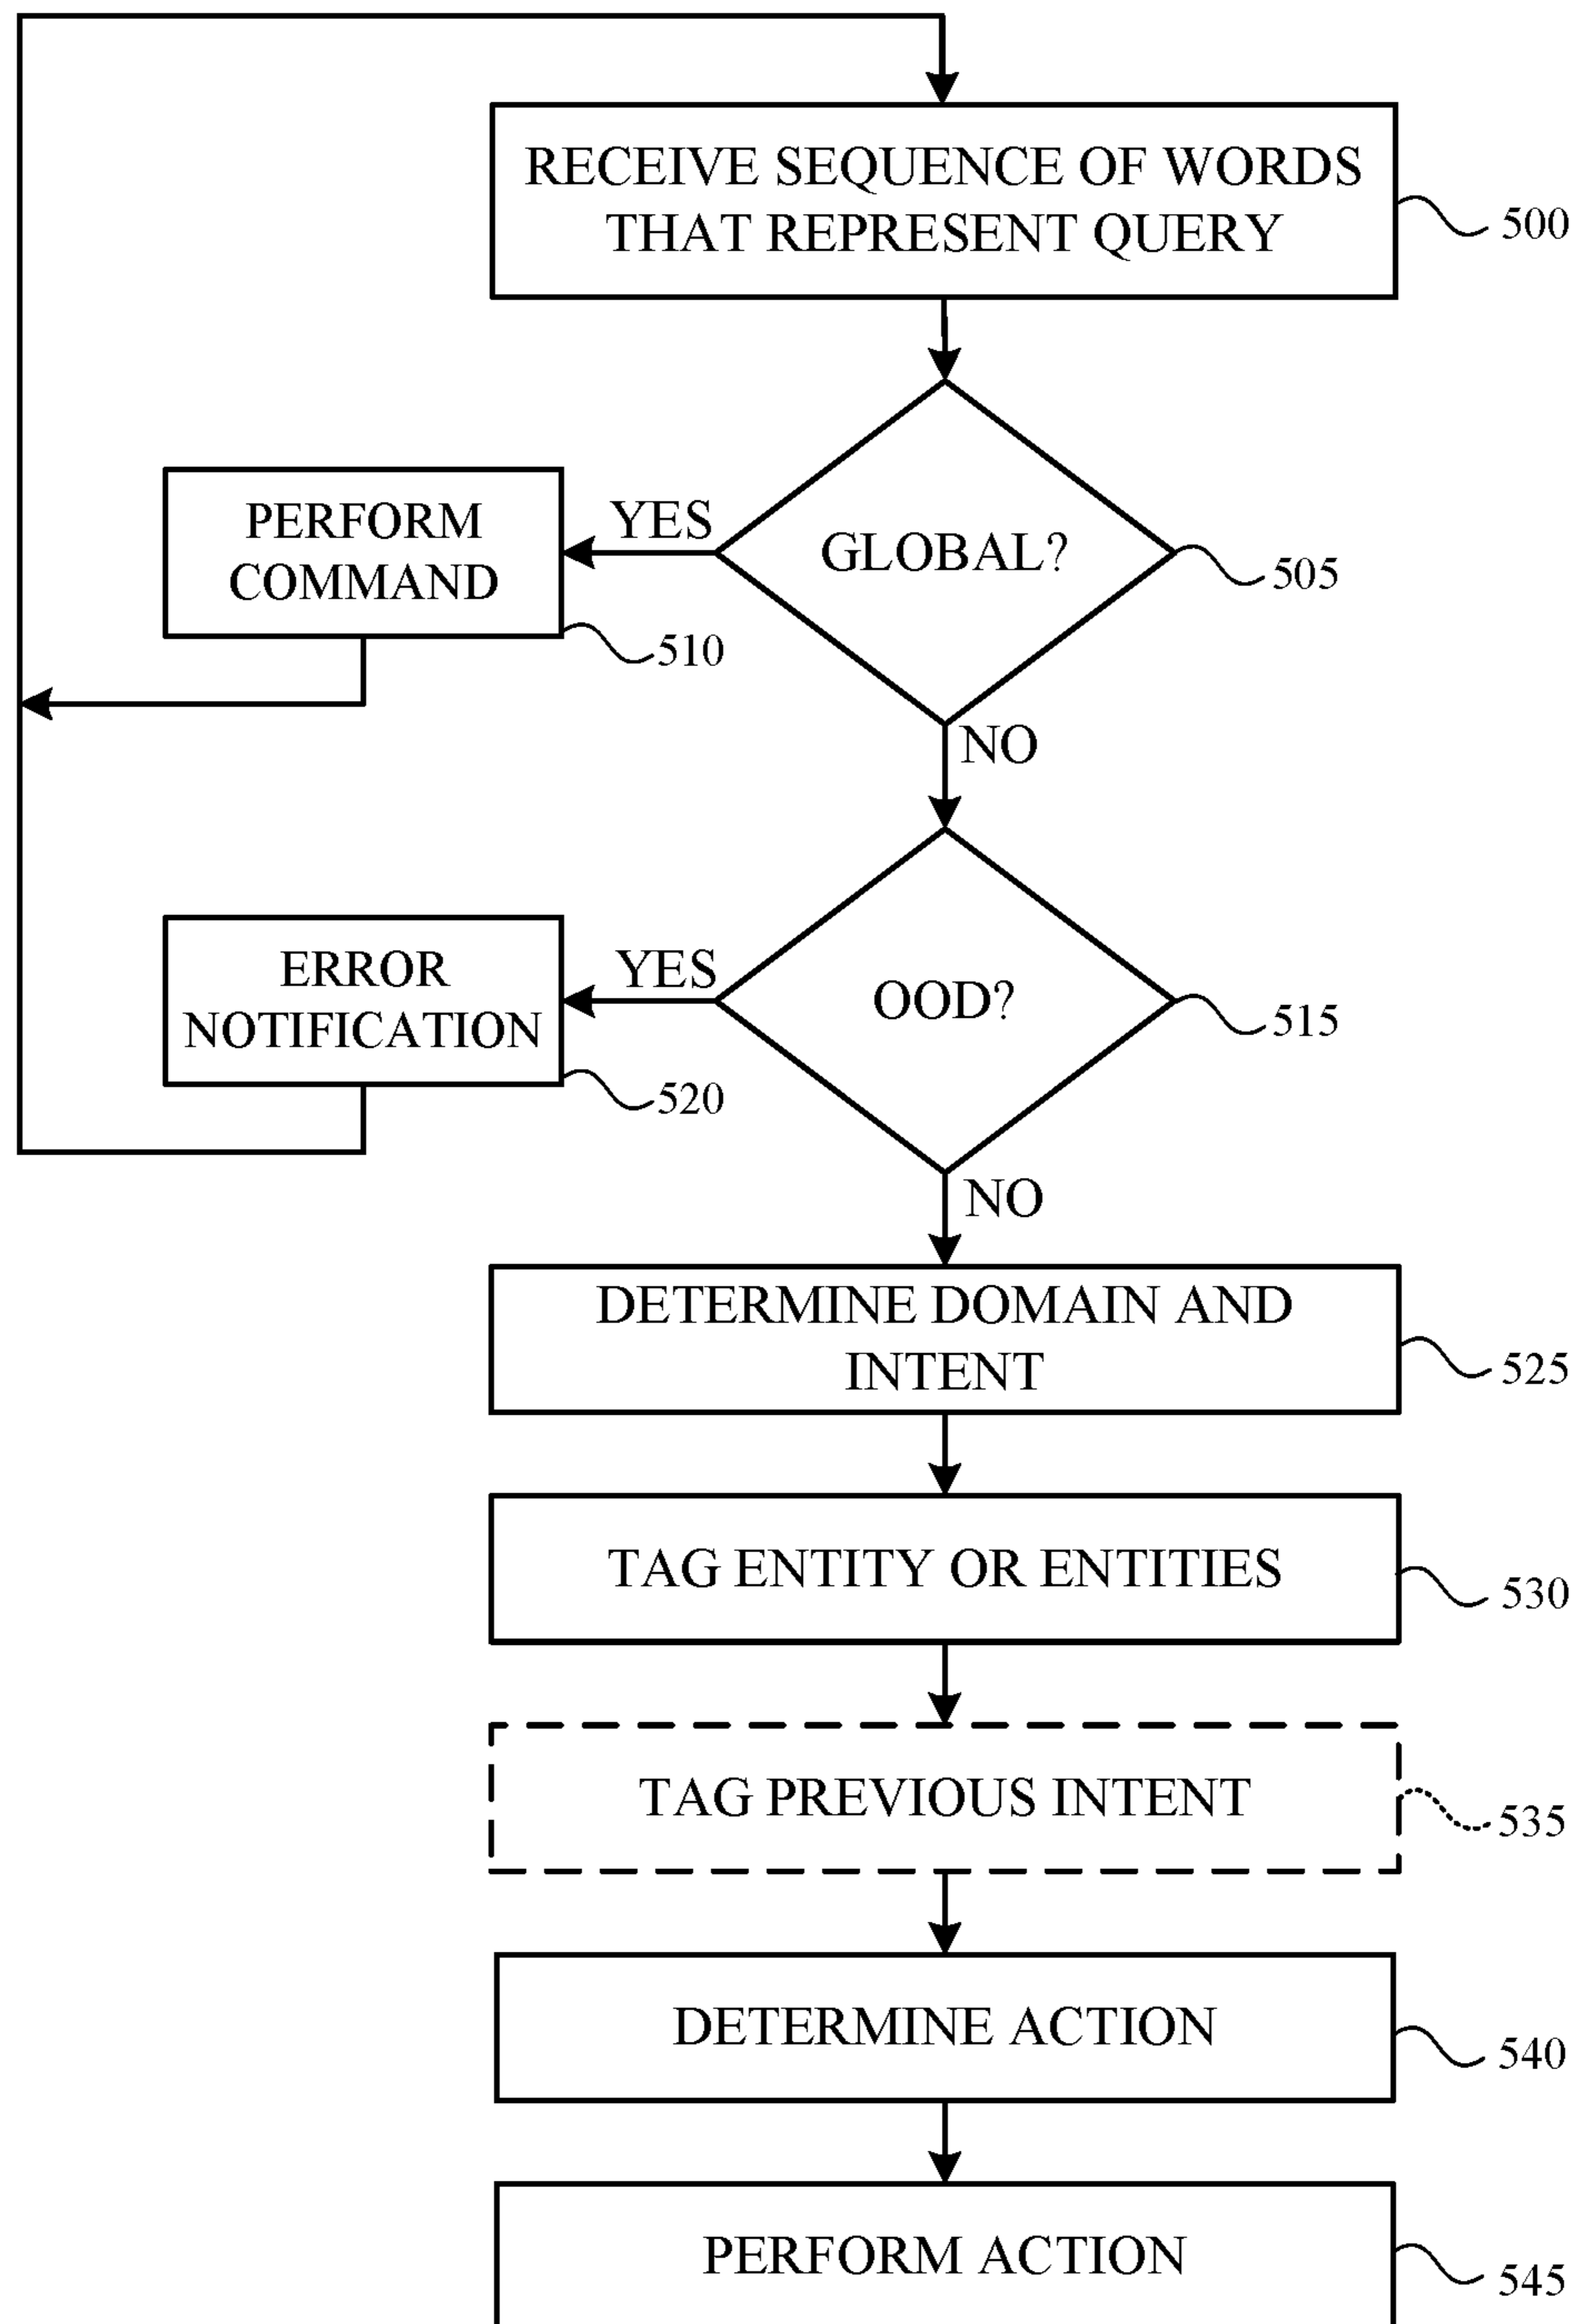 RECEIVE SEQUENCE OF WORDS
THAT REPRESENT QUERY
500
GLOBAL?
505
YES
PERFORM
COMMAND
510
NO
OOD?
515
YES
ERROR
NOTIFICATION
520
NO
DETERMINE DOMAIN AND
INTENT
525
TAG ENTITY OR ENTITIES
530
TAG PREVIOUS INTENT
535
DETERMINE ACTION
540
PERFORM ACTION
545